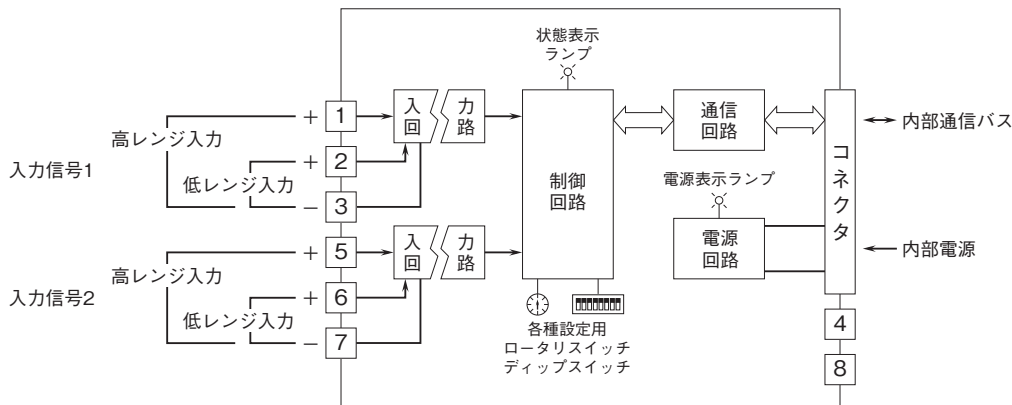 状態表示
ランプ
入力信号1
高レンジ入力
低レンジ入力
+ 1
+ 2
− 3
入 力
回 路
入力信号2
高レンジ入力
低レンジ入力
+ 5
+ 6
− 7
入 力
回 路
制御
回路
各種設定用
ロータリスイッチ
ディップスイッチ
通信
回路
電源表示ランプ
電源
回路
コネクタ
内部通信バス
内部電源
4
8